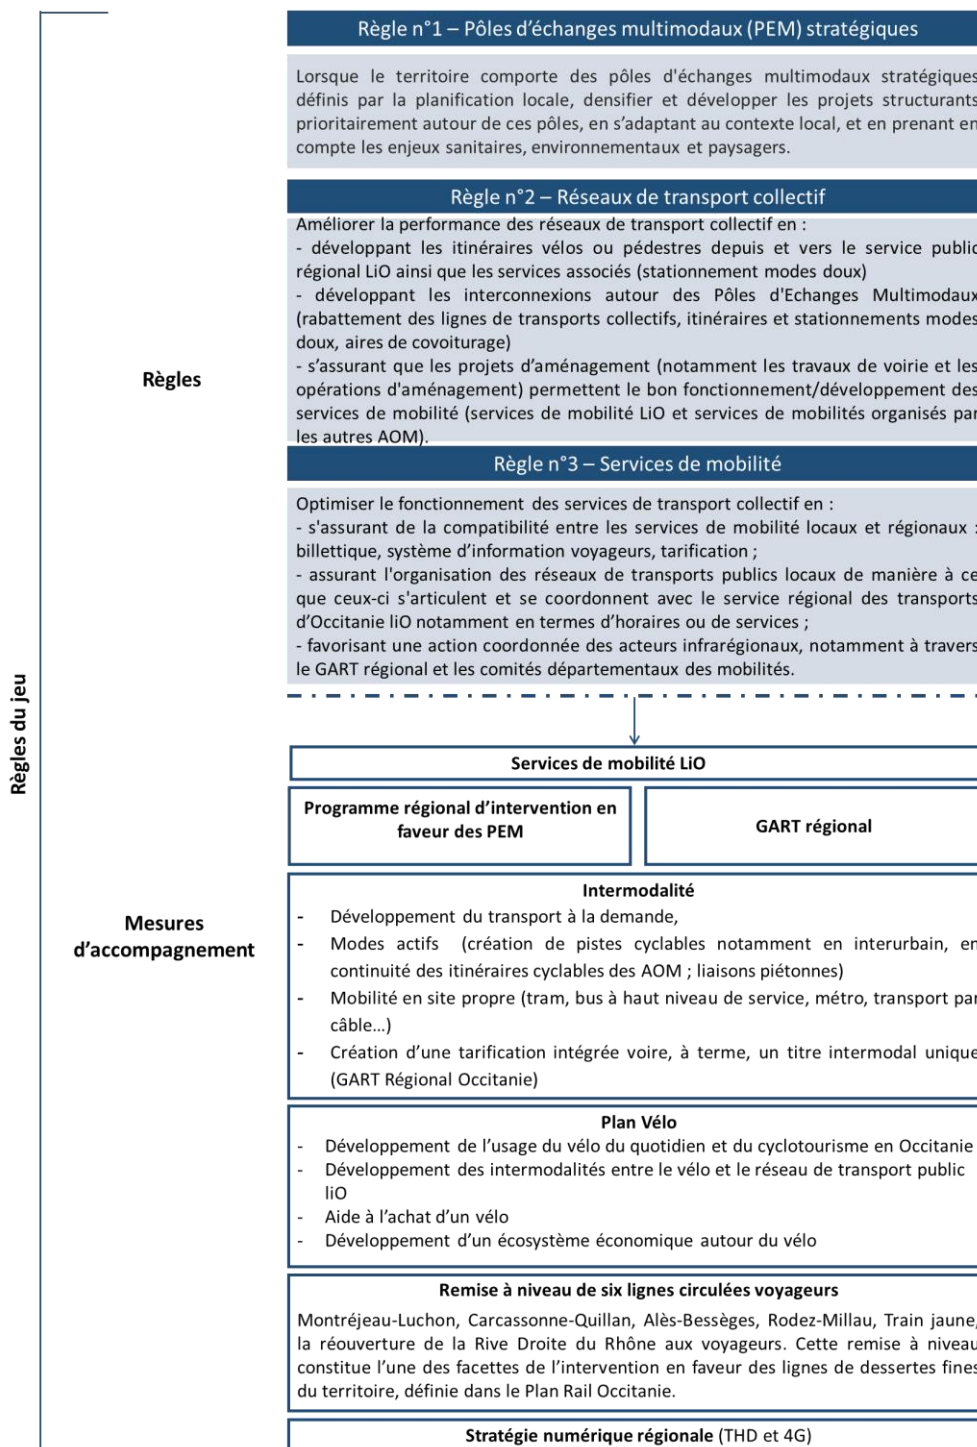 Règle n°1 – Pôles d'échanges multimodaux (PEM) stratégiques
Lorsque le territoire comporte des pôles d'échanges multimodaux stratégiques
définis par la planification locale, densifier et développer les projets structurants
prioritairement autour de ces pôles, en s'adaptant au contexte local, et en prenant en
compte les enjeux sanitaires, environnementaux et paysagers.
Règle n°2 – Réseaux de transport collectif
Améliorer la performance des réseaux de transport collectif en :
- développant les itinéraires vélos ou pédestres depuis et vers le service public
régional LiO ainsi que les services associés (stationnement modes doux)
- développant les interconnexions autour des Pôles d'Echanges Multimodaux
(rabattement des lignes de transports collectifs, itinéraires et stationnements modes
doux, aires de covoiturage)
- s'assurant que les projets d'aménagement (notamment les travaux de voirie et les
opérations d'aménagement) permettent le bon fonctionnement/développement des
services de mobilité (services de mobilité LiO et services de mobilités organisés par
les autres AOM).
Règles
Règle n°3 – Services de mobilité
Optimiser le fonctionnement des services de transport collectif en :
- s'assurant de la compatibilité entre les services de mobilité locaux et régionaux :
billettique, système d'information voyageurs, tarification ;
- assurant l'organisation des réseaux de transports publics locaux de manière à ce
que ceux-ci s'articulent et se coordonnent avec le service régional des transports
d'Occitanie liO notamment en termes d'horaires ou de services ;
- favorisant une action coordonnée des acteurs infrarégionaux, notamment à travers
le GART régional et les comités départementaux des mobilités.
Règles du jeu
Services de mobilité LiO
Programme régional d'intervention en
faveur des PEM
GART régional
Mesures
d'accompagnement
Intermodalité
- Développement du transport à la demande,
- Modes actifs (création de pistes cyclables notamment en interurbain, en
continuité des itinéraires cyclables des AOM ; liaisons piétonnes)
- Mobilité en site propre (tram, bus à haut niveau de service, métro, transport par
câble…)
- Création d'une tarification intégrée voire, à terme, un titre intermodal unique
(GART Régional Occitanie)
Plan Vélo
- Développement de l'usage du vélo du quotidien et du cyclotourisme en Occitanie
- Développement des intermodalités entre le vélo et le réseau de transport public
liO
- Aide à l'achat d'un vélo
- Développement d'un écosystème économique autour du vélo
Remise à niveau de six lignes circulées voyageurs
Montréjeau-Luchon, Carcassonne-Quillan, Alès-Bessèges, Rodez-Millau, Train jaune,
la réouverture de la Rive Droite du Rhône aux voyageurs. Cette remise à niveau
constitue l'une des facettes de l'intervention en faveur des lignes de dessertes fines
du territoire, définie dans le Plan Rail Occitanie.
Stratégie numérique régionale (THD et 4G)